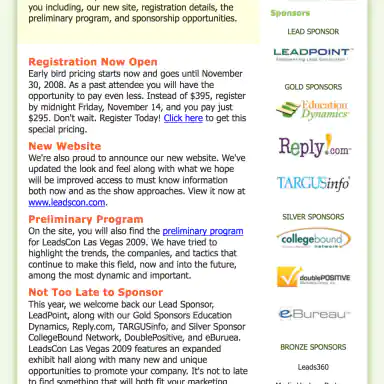 you including, our new site, registration details, the
preliminary program, and sponsorship opportunities.
Registration Now Open
Early bird pricing starts now and goes until November
30, 2008. As a past attendee you will have the
opportunity to pay even less. Instead of $395, register
by midnight Friday, November 14, and you pay just
$295. Don't wait. Register Today! Click here to get this
special pricing.
New Website
We're also proud to announce our new website. We've
updated the look and feel along with what we hope
will be improved access to must know information
both now and as the show approaches. View it now at
www.leadscon.com.
Preliminary Program
On the site, you will also find the preliminary program
for LeadsCon Las Vegas 2009. We have tried to
highlight the trends, the companies, and tactics that
continue to make this field, now and into the future,
among the most dynamic and important.
Not Too Late to Sponsor
This year, we welcome back our Lead Sponsor,
LeadPoint, along with our Gold Sponsors Education
Dynamics, Reply.com, TARGUSinfo, and Silver Sponsor
CollegeBound Network, DoublePositive, and eBuruea.
LeadsCon Las Vegas 2009 features an expanded
exhibit hall along with many new and unique
opportunities to promote your company. It's not to late
to find something that will both fit your marketing
Sponsors
LEAD SPONSOR
LEADPOINT
GOLD SPONSORS
Education
Dynamics
Reply!com
TARGUSinfo
SILVER SPONSORS
collegebound
network
doublePOSITIVE
eBureau
BRONZE SPONSORS
Leads360